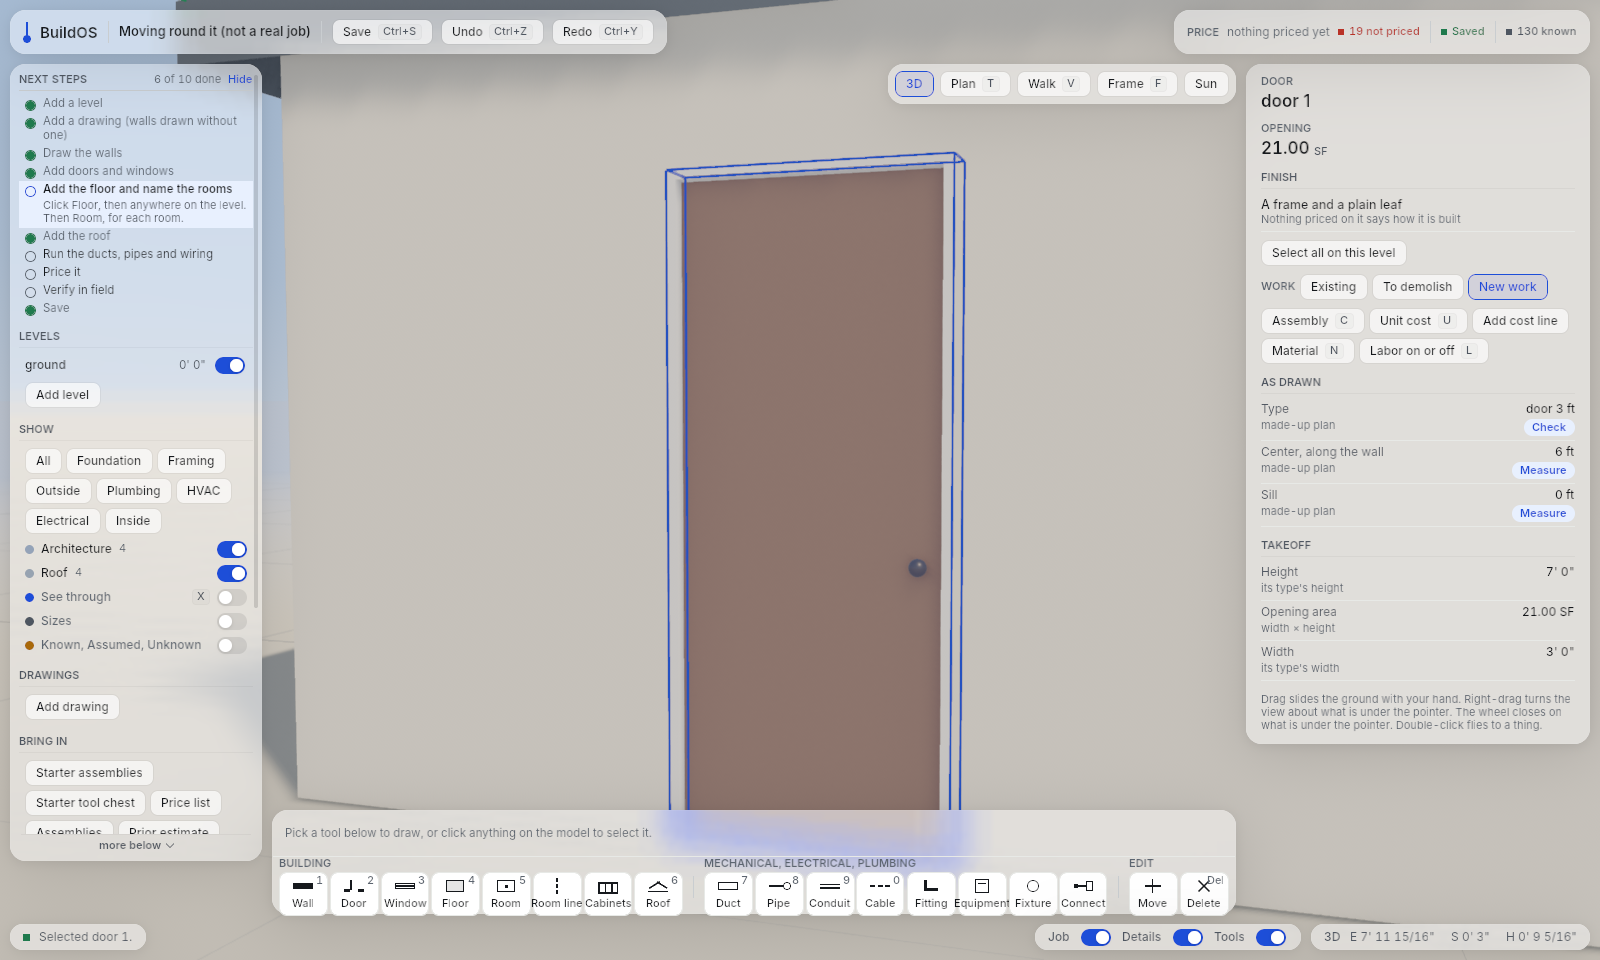 BuildOS
Moving round it (not a real job)
Save Ctrl+S
Undo Ctrl+Z
Redo Ctrl+Y
PRICE nothing priced yet 19 not priced Saved 130 known
NEXT STEPS 6 of 10 done Hide
Add a level
Add a drawing (walls drawn without
one)
Draw the walls
Add doors and windows
Add the floor and name the rooms
Click Floor, then anywhere on the level.
Then Room, for each room.
Add the roof
Run the ducts, pipes and wiring
Price it
Verify in field
Save
LEVELS
ground 0' 0"
Add level
SHOW
All Foundation Framing
Outside Plumbing HVAC
Electrical Inside
Architecture 4
Roof 4
See through X
Sizes
Known, Assumed, Unknown
DRAWINGS
Add drawing
BRING IN
Starter assemblies
Starter tool chest Price list
Assemblies Prior estimate
more below
3D Plan T Walk V Frame F Sun
DOOR
door 1
OPENING
21.00 SF
FINISH
A frame and a plain leaf
Nothing priced on it says how it is built
Select all on this level
WORK Existing To demolish New work
Assembly C Unit cost U Add cost line
Material N Labor on or off L
AS DRAWN
Type door 3 ft
made-up plan Check
Center, along the wall 6 ft
made-up plan Measure
Sill 0 ft
made-up plan Measure
TAKEOFF
Height 7' 0"
its type's height
Opening area 21.00 SF
width × height
Width 3' 0"
its type's width
Drag slides the ground with your hand. Right-drag turns the
view about what is under the pointer. The wheel closes on
what is under the pointer. Double-click flies to a thing.
Pick a tool below to draw, or click anything on the model to select it.
BUILDING
Wall 1
Door 2
Window 3
Floor 4
Room 5
Room line
Cabinets
Roof 6
MECHANICAL, ELECTRICAL, PLUMBING
Duct 7
Pipe 8
Conduit 9
Cable 0
Fitting
Equipment
Fixture
Connect
EDIT
Move
Delete Del
Selected door 1.
Job Details Tools
3D E 7' 11 15/16" S 0' 3" H 0' 9 5/16"